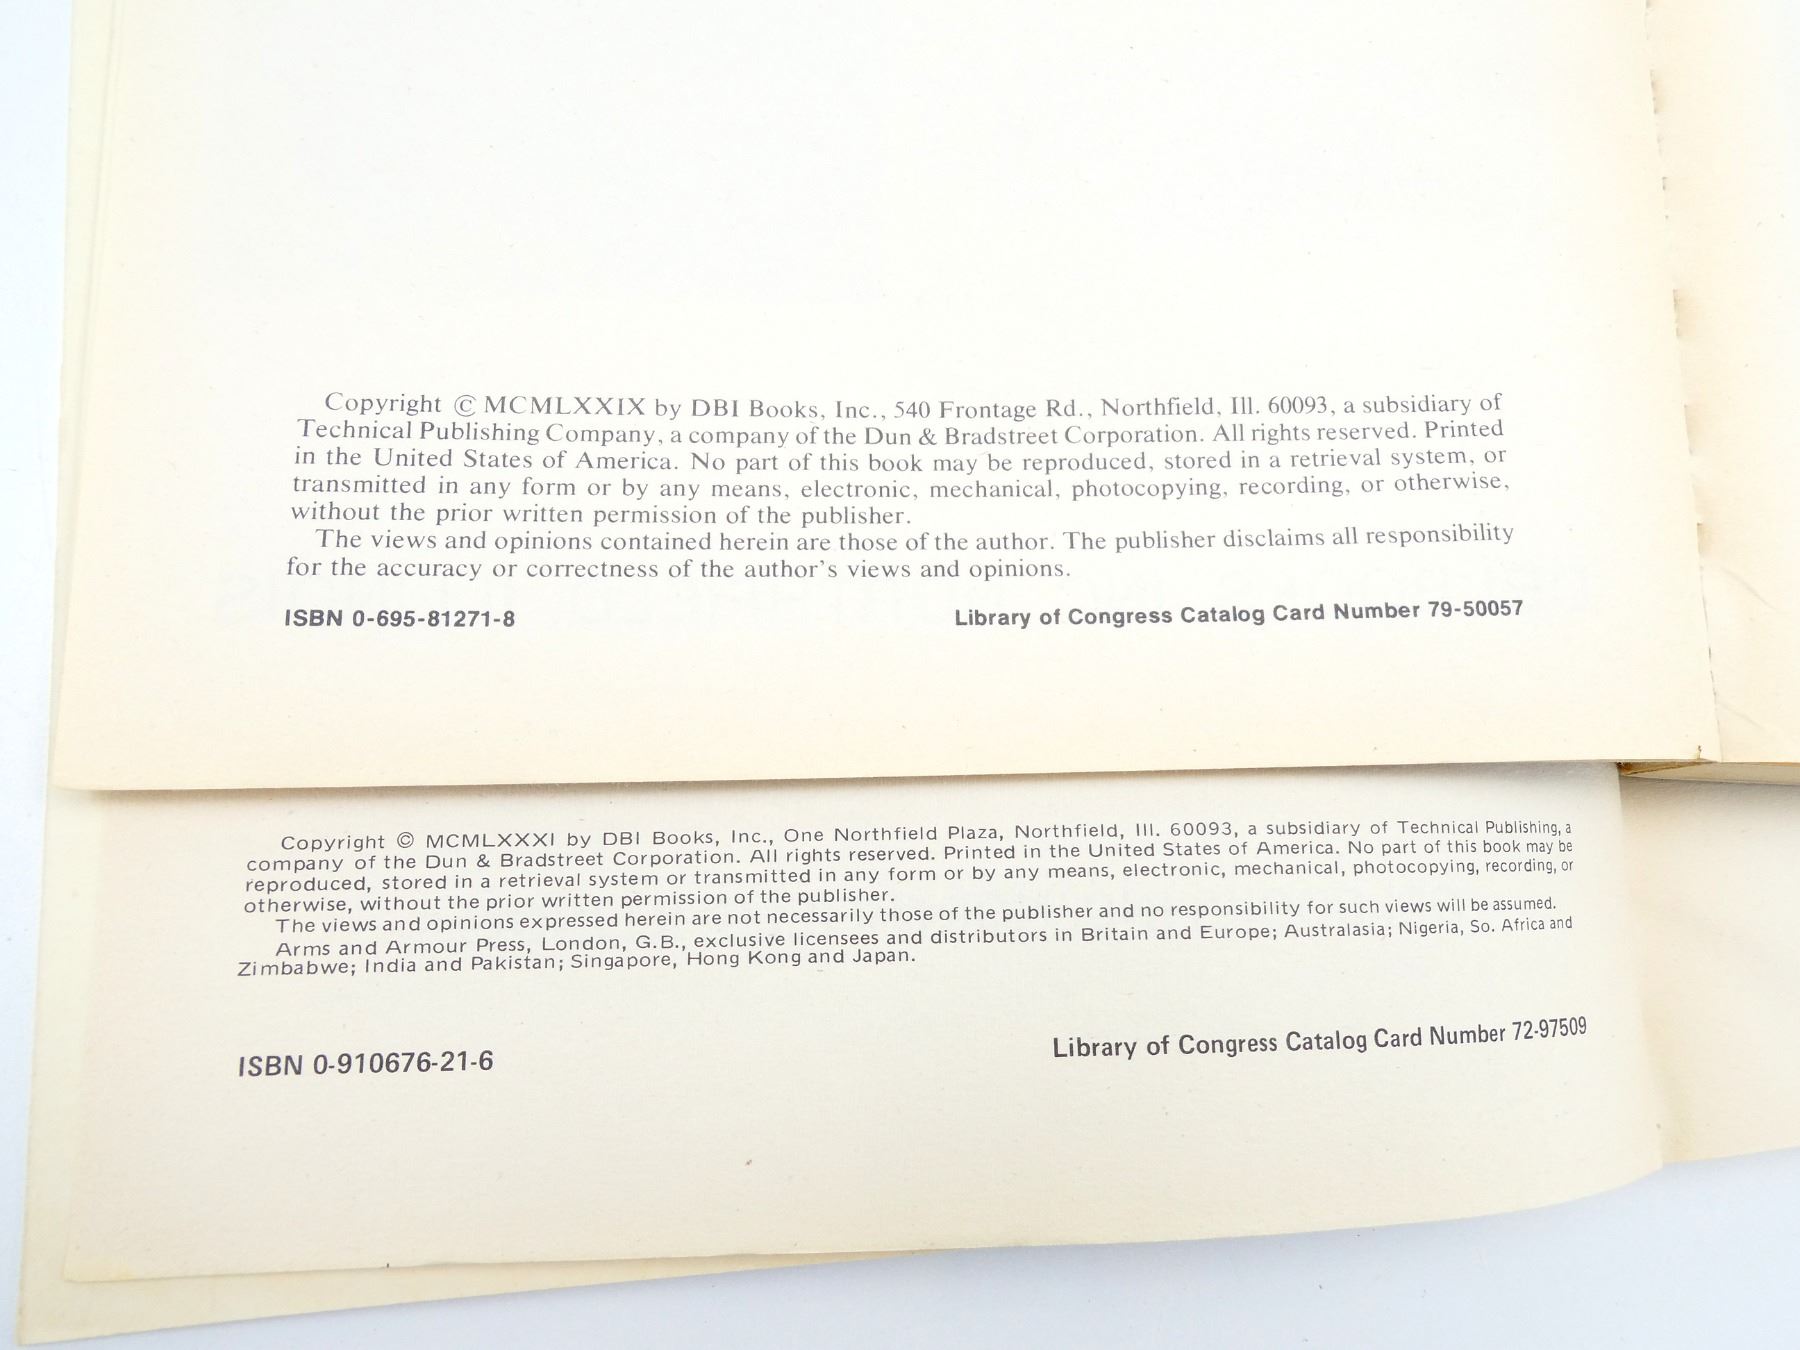 Copyright © MCMLXXIX by DBI Books, Inc., 540 Frontage Rd., Northfield, Ill. 60093, a subsidiary of
Technical Publishing Company, a company of the Dun & Bradstreet Corporation. All rights reserved. Printed
in the United States of America. No part of this book may be reproduced, stored in a retrieval system, or
transmitted in any form or by any means, electronic, mechanical, photocopying, recording, or otherwise,
without the prior written permission of the publisher.
The views and opinions contained herein are those of the author. The publisher disclaims all responsibility
for the accuracy or correctness of the author's views and opinions.
ISBN 0-695-81271-8 Library of Congress Catalog Card Number 79-50057
Copyright © MCMLXXXI by DBI Books, Inc., One Northfield Plaza, Northfield, Ill. 60093, a subsidiary of Technical Publishing, a
company of the Dun & Bradstreet Corporation. All rights reserved. Printed in the United States of America. No part of this book may be
reproduced, stored in a retrieval system or transmitted in any form or by any means, electronic, mechanical, photocopying, recording, or
otherwise, without the prior written permission of the publisher.
The views and opinions expressed herein are not necessarily those of the publisher and no responsibility for such views will be assumed.
Arms and Armour Press, London, G.B., exclusive licensees and distributors in Britain and Europe; Australasia; Nigeria, So. Africa and
Zimbabwe; India and Pakistan; Singapore, Hong Kong and Japan.
ISBN 0-910676-21-6 Library of Congress Catalog Card Number 72-97509